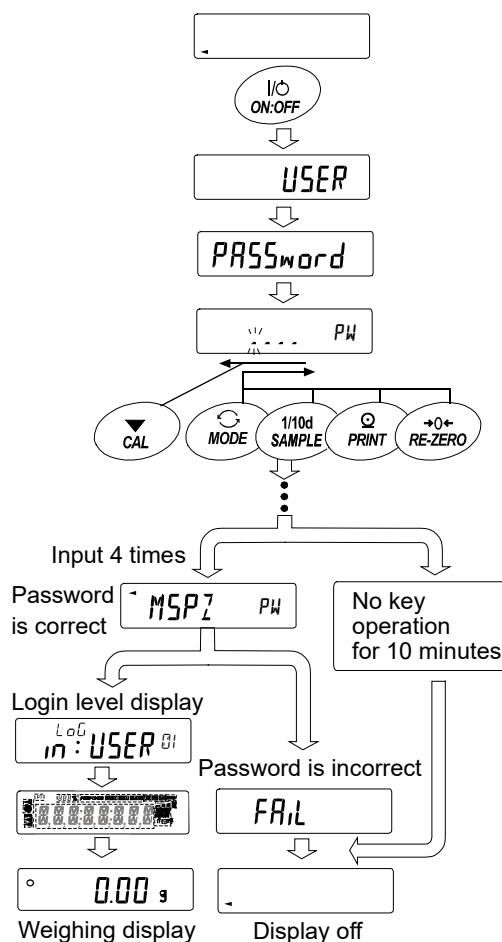 I/⏻
ON:OFF
USER
PASSword
PW
CAL
MODE
1/10d
SAMPLE
PRINT
→0←
RE-ZERO
Input 4 times
Password
is correct
MSPZ PW
No key
operation
for 10 minutes
Login level display
LoG
in:USER 01
Password is incorrect
FAiL
0.00 g
Weighing display
Display off